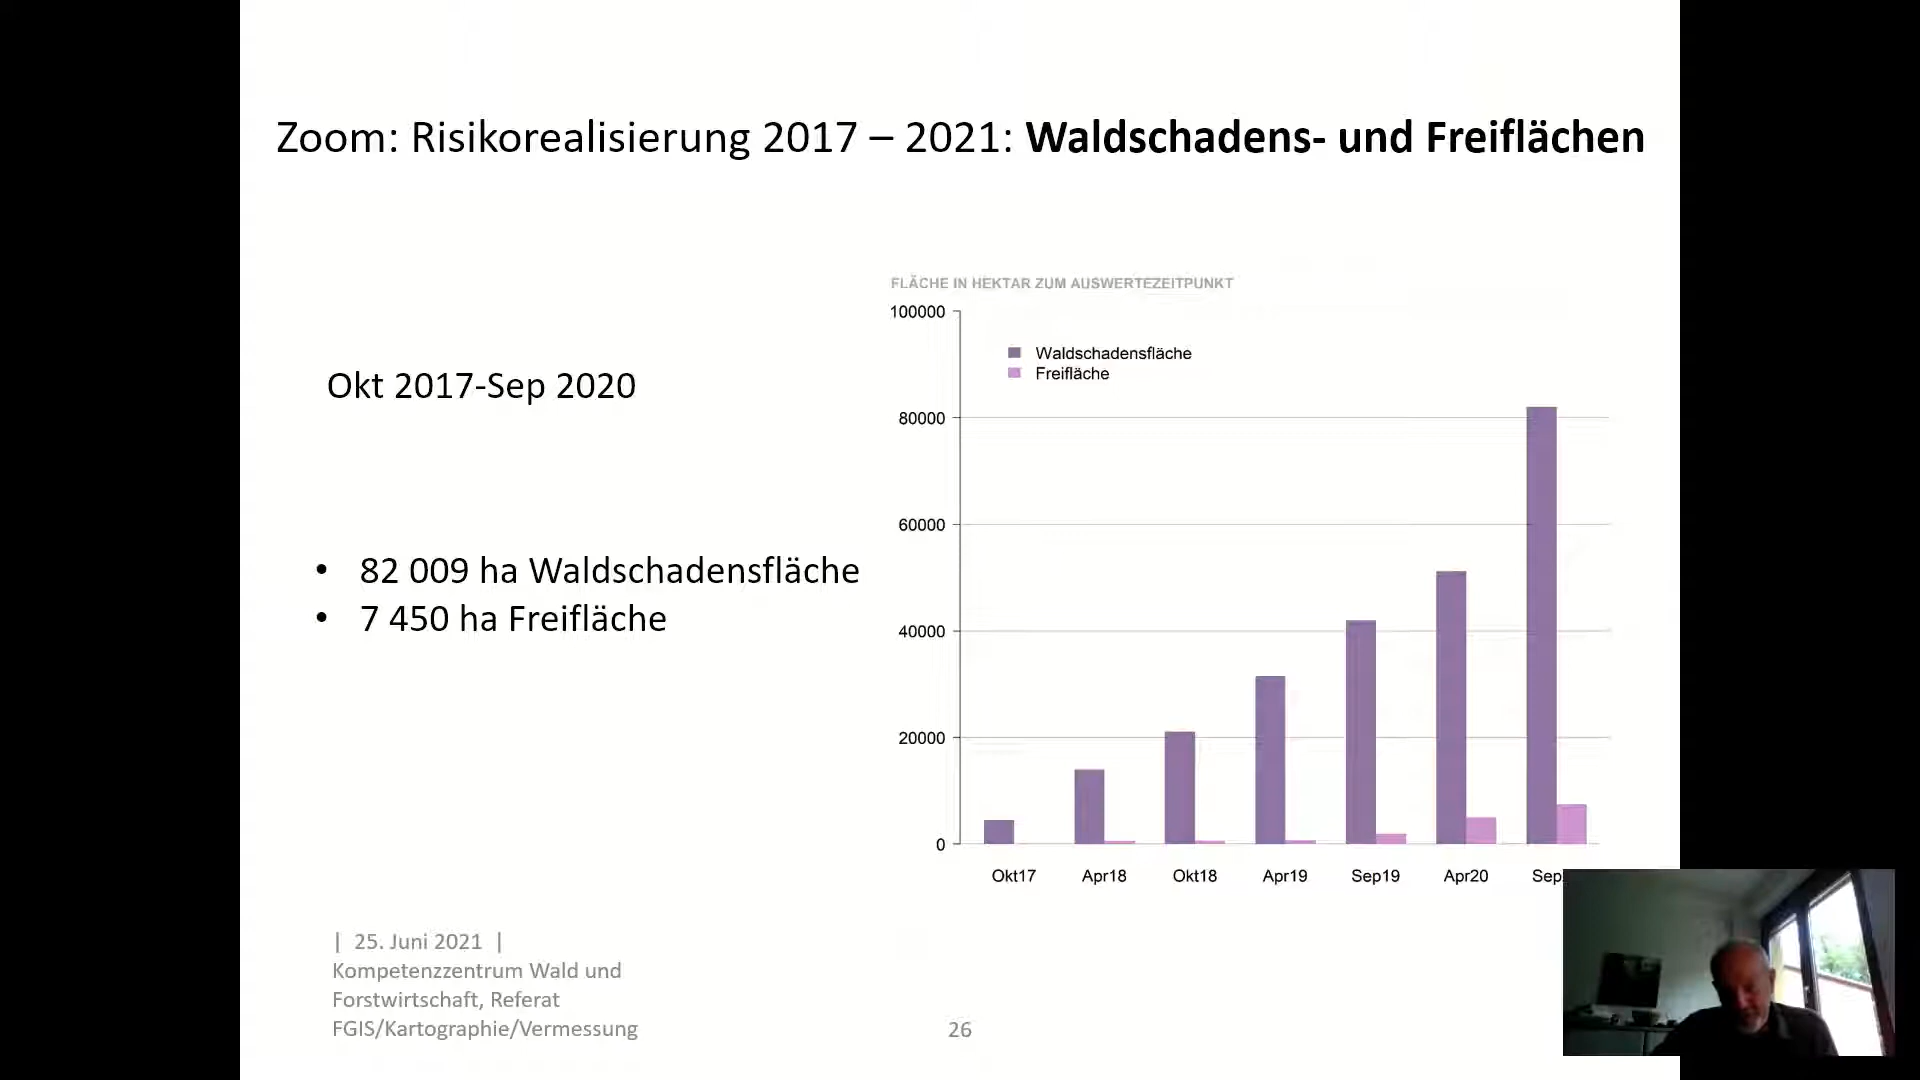 Zoom: Risikorealisierung 2017 – 2021: Waldschadens- und Freiflächen
Okt 2017-Sep 2020
• 82 009 ha Waldschadensfläche
• 7 450 ha Freifläche
FLÄCHE IN HEKTAR ZUM AUSWERTEZEITPUNKT
100000
80000
60000
40000
20000
0
Waldschadensfläche
Freifläche
Okt17 Apr18 Okt18 Apr19 Sep19 Apr20 Sep
| 25. Juni 2021 |
Kompetenzzentrum Wald und
Forstwirtschaft, Referat
FGIS/Kartographie/Vermessung
26